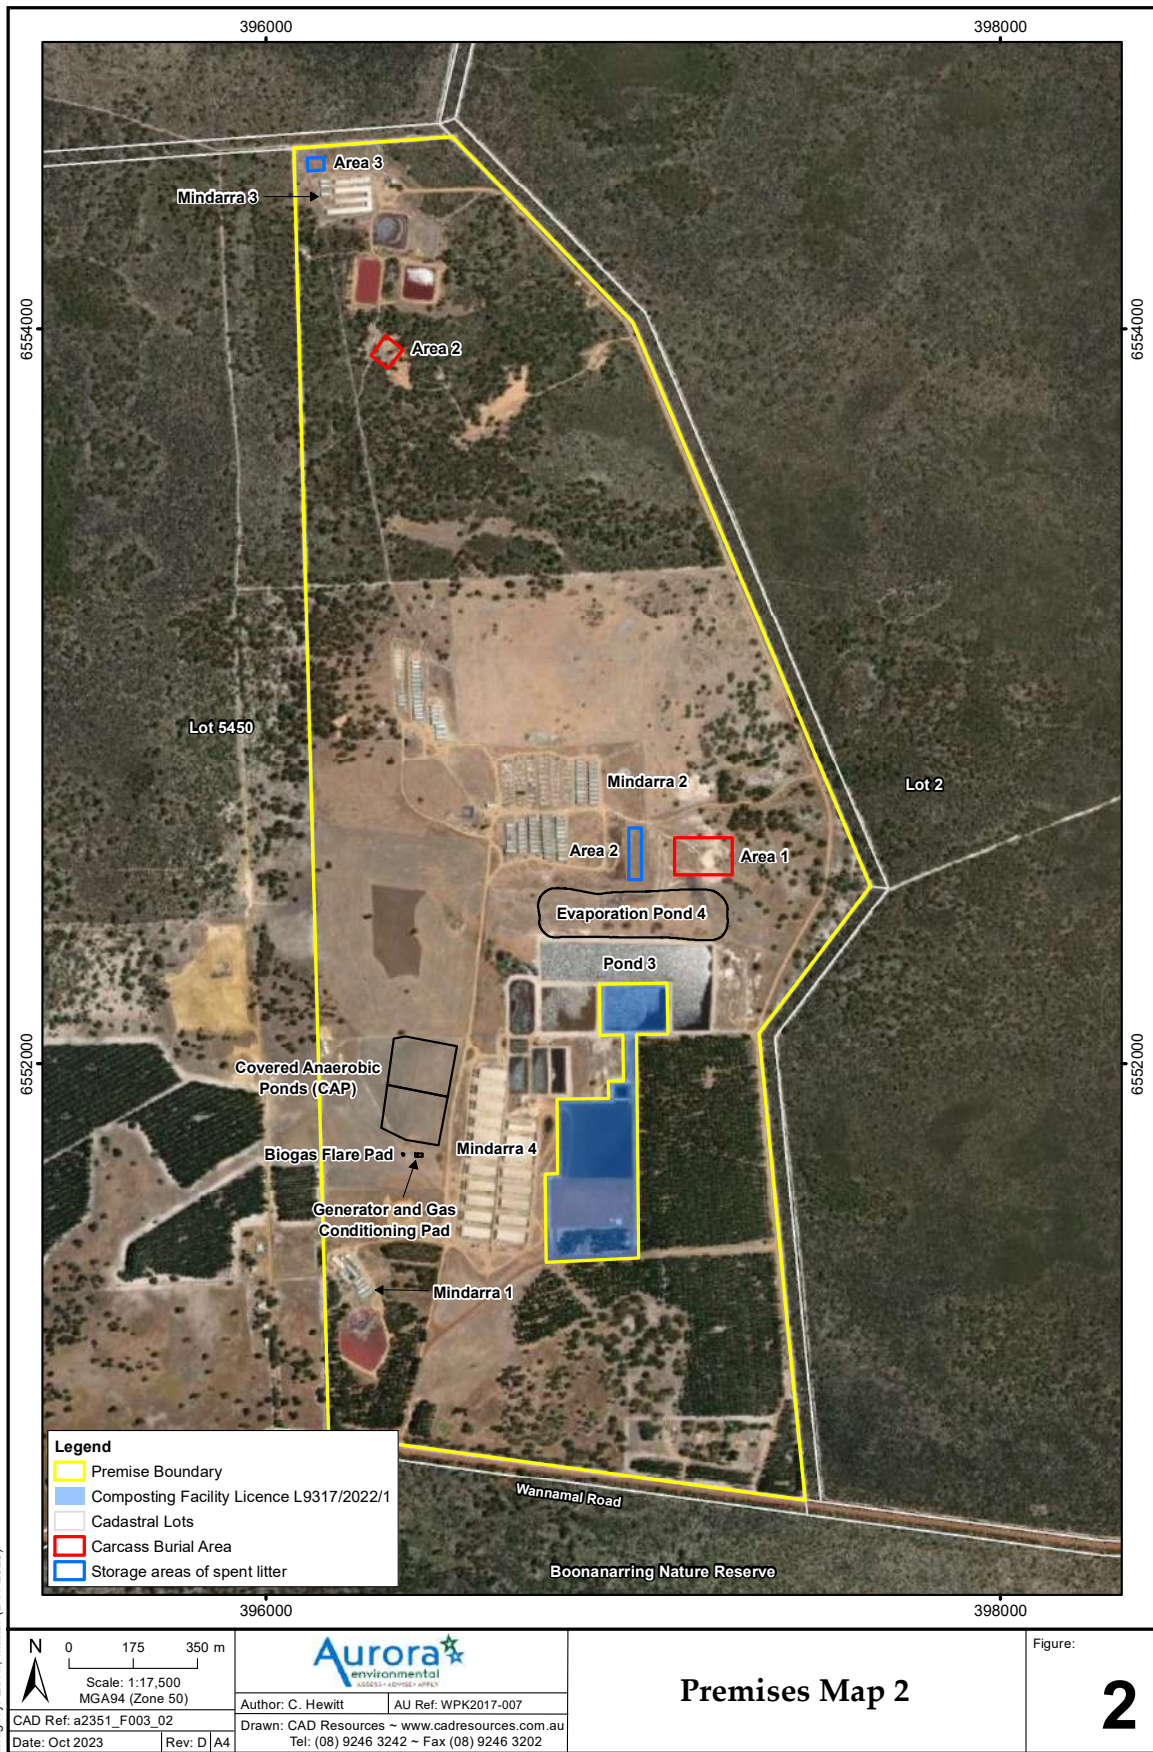 396000
398000
Area 3
Mindarra 3
6554000
6554000
Area 2
Lot 5450
Mindarra 2
Lot 2
Area 2
Area 1
Evaporation Pond 4
Pond 3
6552000
6552000
Covered Anaerobic
Ponds (CAP)
Mindarra 4
Biogas Flare Pad
Generator and Gas
Conditioning Pad
Mindarra 1
Legend
Premise Boundary
Composting Facility Licence L9317/2022/1
Cadastral Lots
Carcass Burial Area
Storage areas of spent litter
Wannamal Road
Boonanarring Nature Reserve
396000
398000
N
0 175 350 m
Scale: 1:17,500
MGA94 (Zone 50)
CAD Ref: a2351_F003_02
Date: Oct 2023
Rev: D
A4
Aurora
environmental
ASSESS • ADVISE • APPLY
Author: C. Hewitt
AU Ref: WPK2017-007
Drawn: CAD Resources ~ www.cadresources.com.au
Tel: (08) 9246 3242 ~ Fax (08) 9246 3202
Premises Map 2
Figure:
2